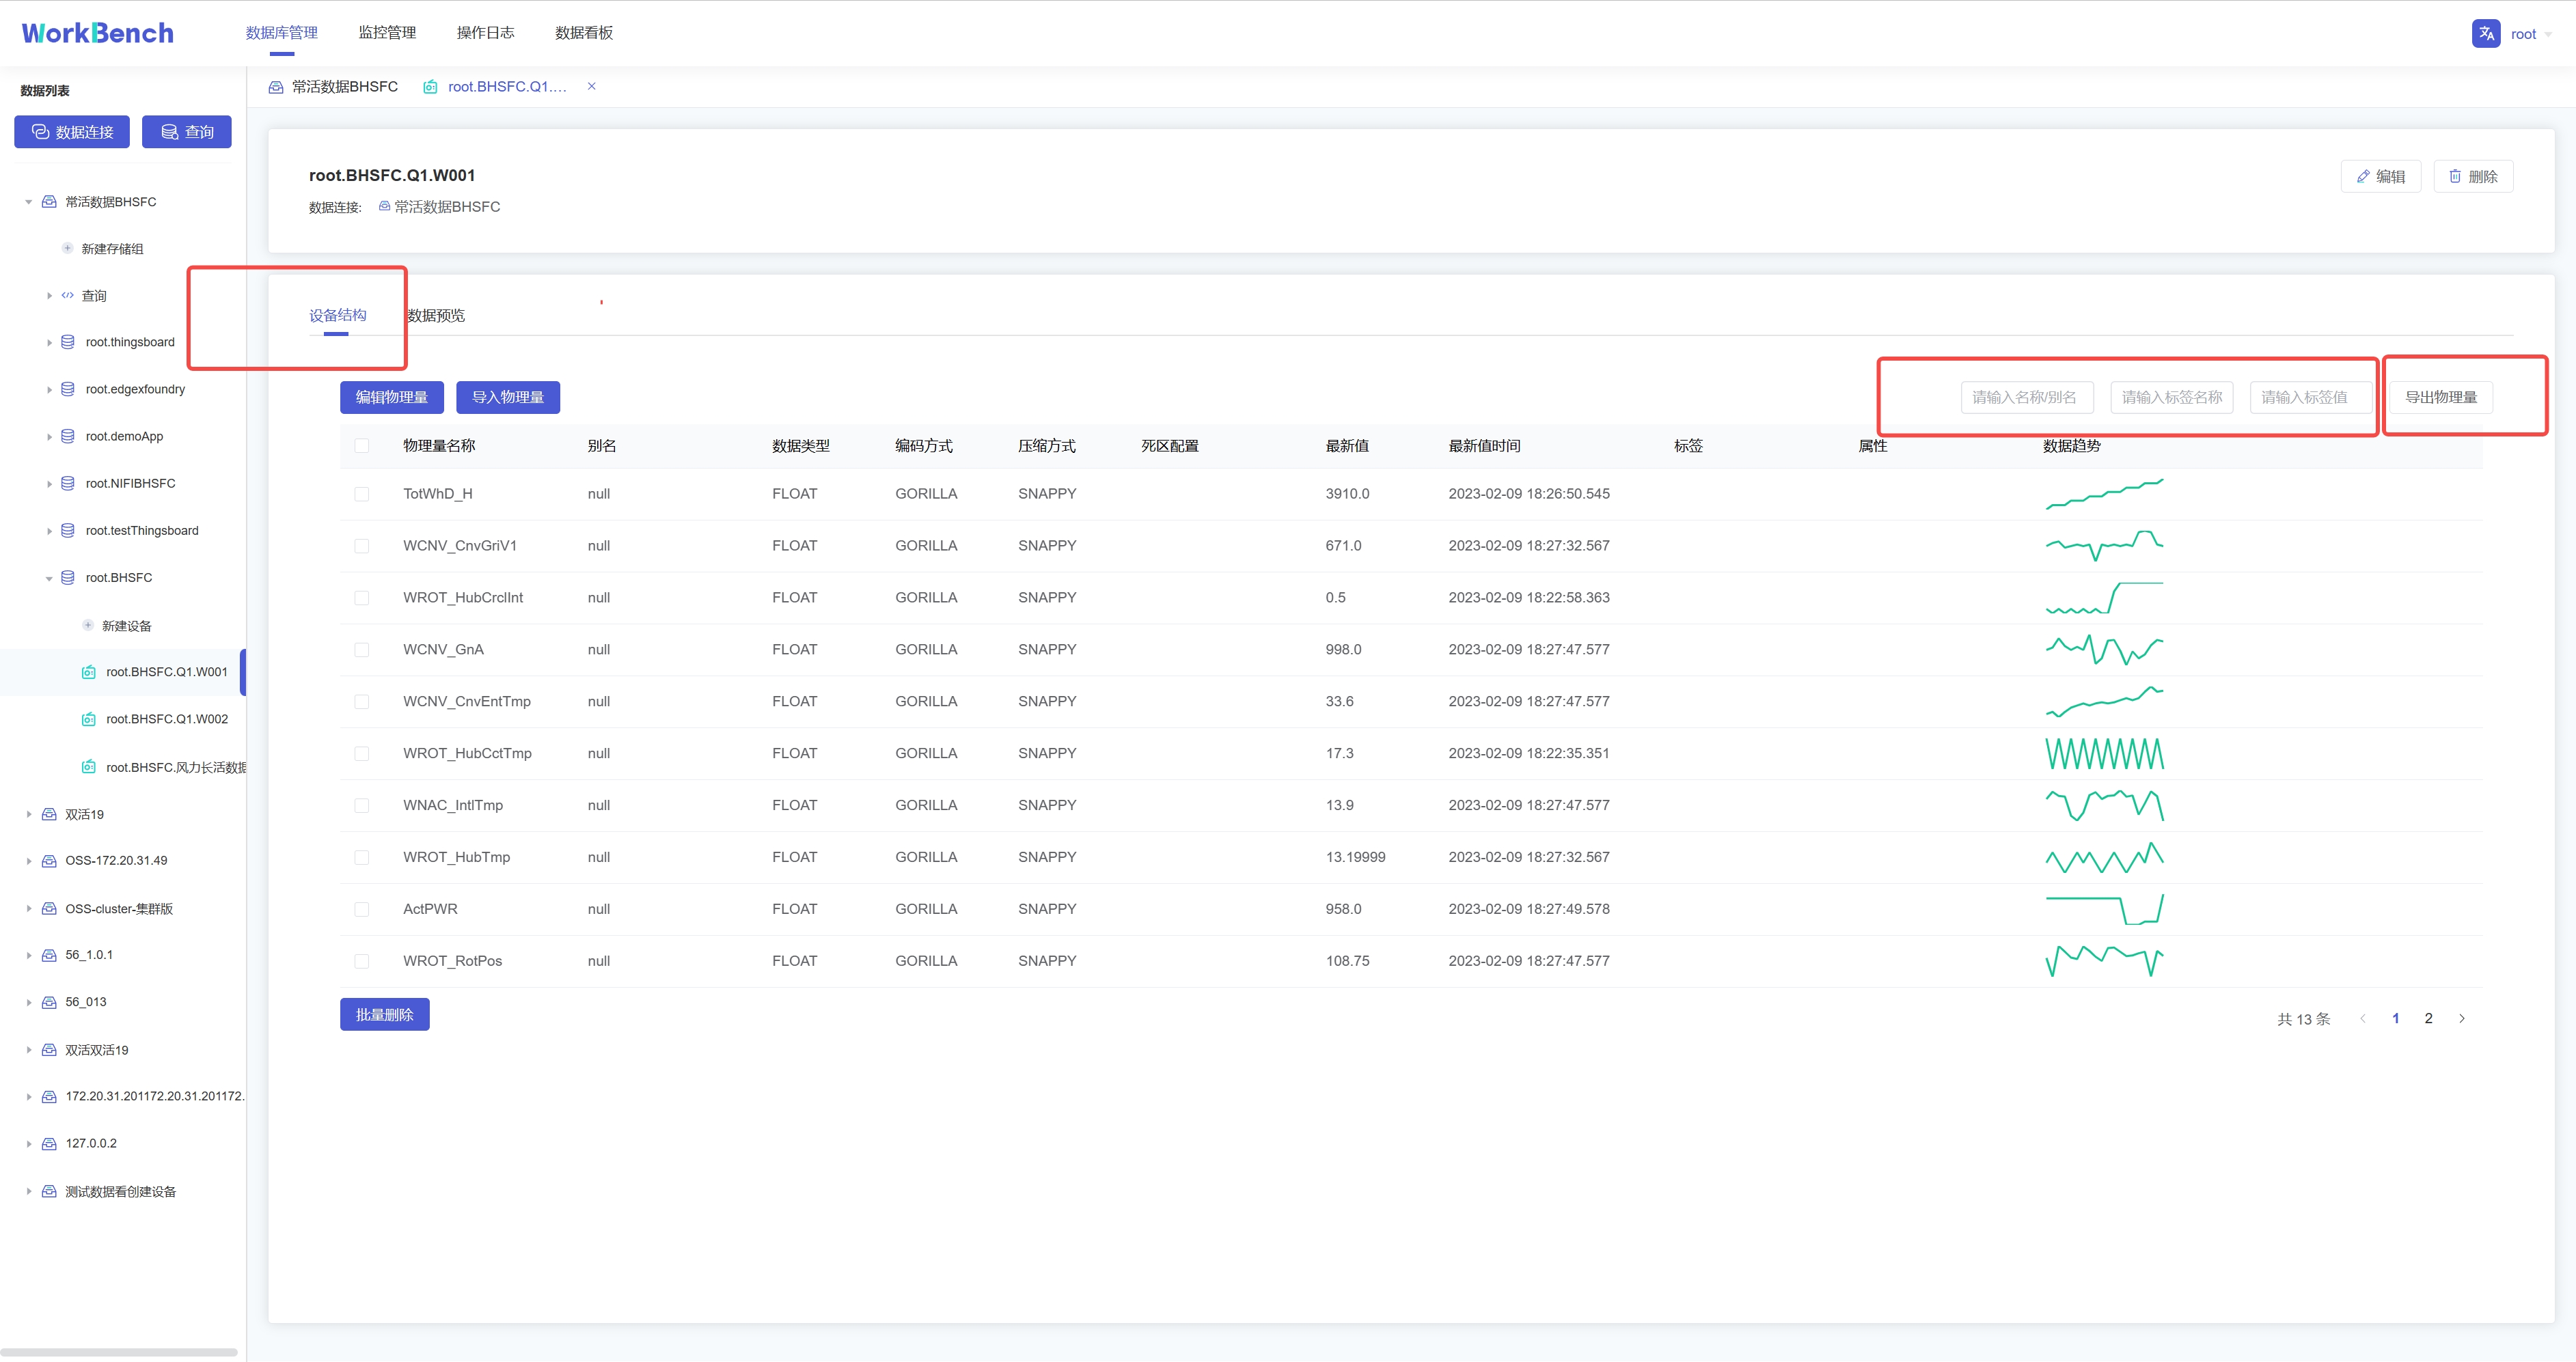 WorkBench 数据库管理 监控管理 操作日志 数据看板 root
数据列表
数据连接 查询
常活数据BHSFC
新建存储组
查询
root.thingsboard
root.edgexfoundry
root.demoApp
root.NIFIBHSFC
root.testThingsboard
root.BHSFC
新建设备
root.BHSFC.Q1.W001
root.BHSFC.Q1.W002
root.BHSFC.风力长活数据
双活19
OSS-172.20.31.49
OSS-cluster-集群版
56_1.0.1
56_013
双活双活19
172.20.31.201172.20.31.201172.
127.0.0.2
测试数据看创建设备
常活数据BHSFC root.BHSFC.Q1.…
root.BHSFC.Q1.W001 编辑 删除
数据连接: 常活数据BHSFC
设备结构 数据预览
编辑物理量 导入物理量 请输入名称/别名 请输入标签名称 请输入标签值 导出物理量
物理量名称 别名 数据类型 编码方式 压缩方式 死区配置 最新值 最新值时间 标签 属性 数据趋势
TotWhD_H null FLOAT GORILLA SNAPPY 3910.0 2023-02-09 18:26:50.545
WCNV_CnvGriV1 null FLOAT GORILLA SNAPPY 671.0 2023-02-09 18:27:32.567
WROT_HubCrclInt null FLOAT GORILLA SNAPPY 0.5 2023-02-09 18:22:58.363
WCNV_GnA null FLOAT GORILLA SNAPPY 998.0 2023-02-09 18:27:47.577
WCNV_CnvEntTmp null FLOAT GORILLA SNAPPY 33.6 2023-02-09 18:27:47.577
WROT_HubCctTmp null FLOAT GORILLA SNAPPY 17.3 2023-02-09 18:22:35.351
WNAC_IntlTmp null FLOAT GORILLA SNAPPY 13.9 2023-02-09 18:27:47.577
WROT_HubTmp null FLOAT GORILLA SNAPPY 13.19999 2023-02-09 18:27:32.567
ActPWR null FLOAT GORILLA SNAPPY 958.0 2023-02-09 18:27:49.578
WROT_RotPos null FLOAT GORILLA SNAPPY 108.75 2023-02-09 18:27:47.577
批量删除 共 13 条 1 2